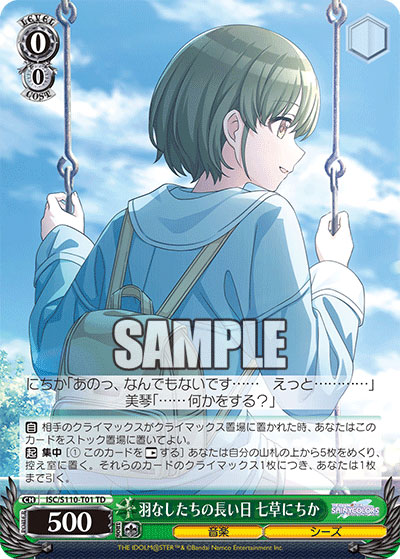 LEVEL
0
0
COST
SAMPLE
にちか「あのっ、なんでもないです…… えっと…………」
美琴「……何かをする？」
自 相手のクライマックスがクライマックス置場に置かれた時、あなたはこの
カードをストック置場に置いてよい。
起 集中 [① このカードを する] あなたは自分の山札の上から5枚をめくり、
控え室に置く。それらのカードのクライマックス1枚につき、あなたは1枚
まで引く。
CH ISC/S110-T01 TD
羽なしたちの長い日 七草にちか
SHINYCOLORS
POWER
500
音楽
シーズ
THE IDOLM@STER™& ©Bandai Namco Entertainment Inc.